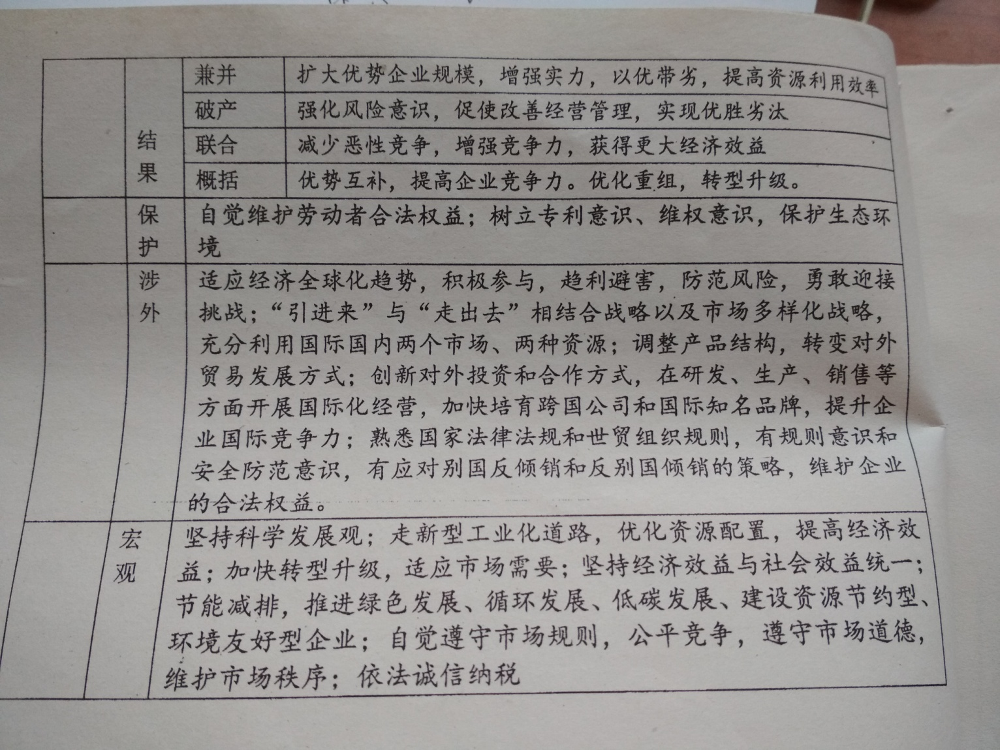 兼并 扩大优势企业规模，增强实力，以优带劣，提高资源利用效率
破产 强化风险意识，促使改善经营管理，实现优胜劣汰
结果
联合 减少恶性竞争，增强竞争力，获得更大经济效益
概括 优势互补，提高企业竞争力。优化重组，转型升级。
保护
自觉维护劳动者合法权益；树立专利意识、维权意识，保护生态环
境
涉外
适应经济全球化趋势，积极参与，趋利避害，防范风险，勇敢迎接
挑战；“引进来”与“走出去”相结合战略以及市场多样化战略，
充分利用国际国内两个市场、两种资源；调整产品结构，转变对外
贸易发展方式；创新对外投资和合作方式，在研发、生产、销售等
方面开展国际化经营，加快培育跨国公司和国际知名品牌，提升企
业国际竞争力；熟悉国家法律法规和世贸组织规则，有规则意识和
安全防范意识，有应对别国反倾销和反别国倾销的策略，维护企业
的合法权益。
宏观
坚持科学发展观；走新型工业化道路，优化资源配置，提高经济效
益；加快转型升级，适应市场需要；坚持经济效益与社会效益统一；
节能减排，推进绿色发展、循环发展、低碳发展、建设资源节约型、
环境友好型企业；自觉遵守市场规则，公平竞争，遵守市场道德，
维护市场秩序；依法诚信纳税